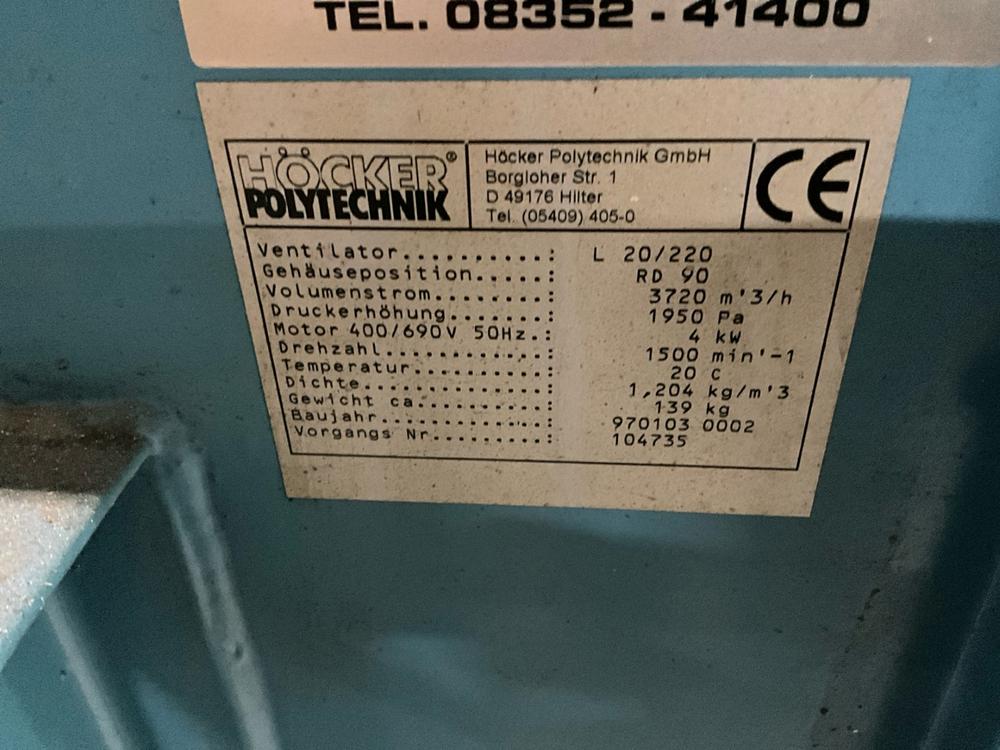 TEL. 08352 - 41400
HÖCKER®
POLYTECHNIK
Höcker Polytechnik GmbH
Borgloher Str. 1
D 49176 Hilter
Tel. (05409) 405-0
CE
Ventilator..........: L 20/220
Gehäuseposition.....: RD 90
Volumenstrom........: 3720 m'3/h
Druckerhöhung.......: 1950 Pa
Motor 400/690V 50Hz.: 4 kW
Drehzahl............: 1500 min'-1
Temperatur..........: 20 C
Dichte..............: 1,204 kg/m'3
Gewicht ca..........: 139 kg
Baujahr.............: 970103 0002
Vorgangs Nr.........: 104735